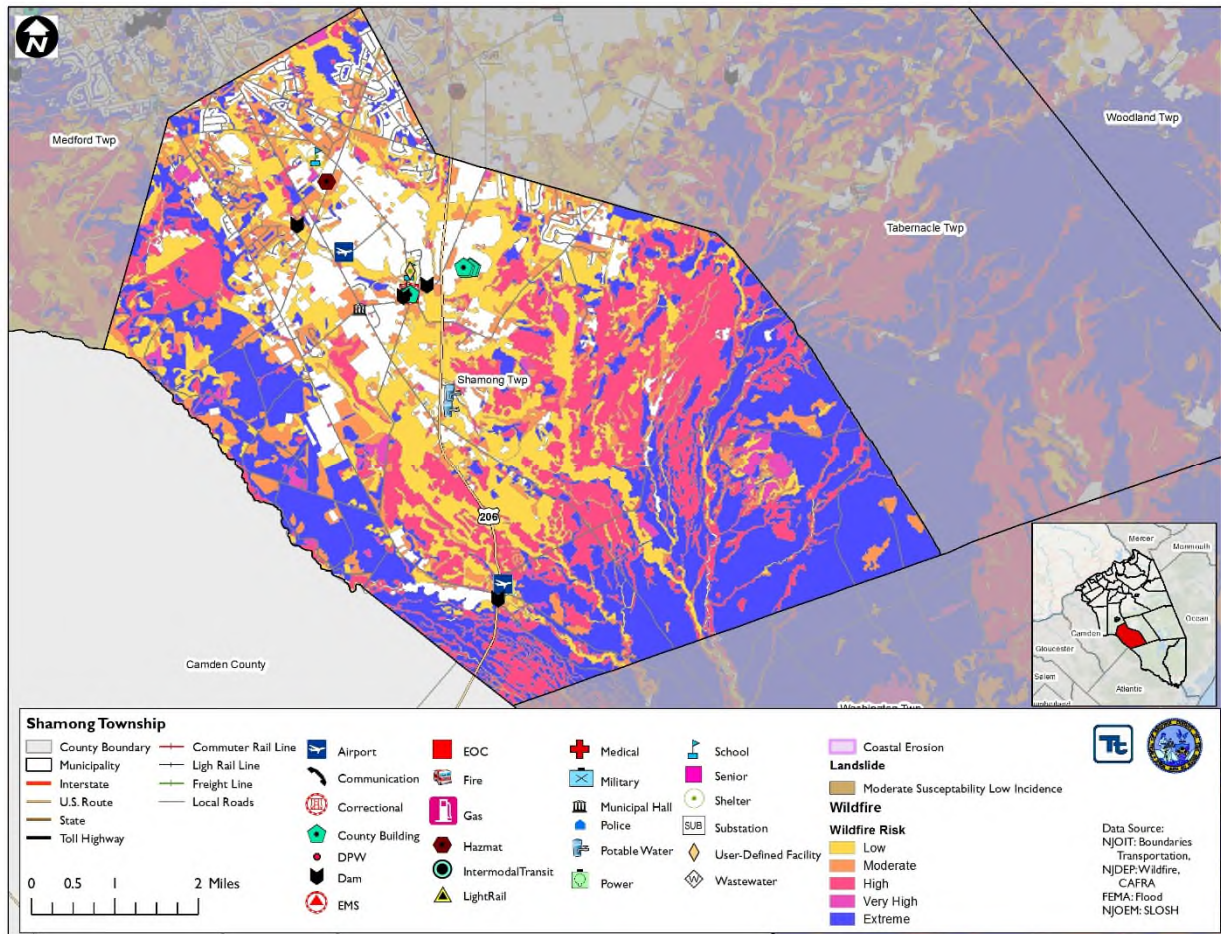 N
Medford Twp
Woodland Twp
Tabernacle Twp
Shamong Twp
206
Camden County
Washington Twp
Mercer
Monmouth
Ocean
Camden
Gloucester
Salem
Atlantic
Shamong Township
County Boundary
Municipality
Interstate
U.S. Route
State
Toll Highway
0 0.5 1 2 Miles
Commuter Rail Line
Ligh Rail Line
Freight Line
Local Roads
Airport
Communication
Correctional
County Building
DPW
Dam
EMS
EOC
Fire
Gas
Hazmat
IntermodalTransit
LightRail
Medical
Military
Municipal Hall
Police
Potable Water
Power
School
Senior
Shelter
SUB Substation
User-Defined Facility
W Wastewater
Coastal Erosion
Landslide
Moderate Susceptability Low Incidence
Wildfire
Wildfire Risk
Low
Moderate
High
Very High
Extreme
Tt
Data Source:
NJOIT: Boundaries
Transportation,
NJDEP: Wildfire,
CAFRA
FEMA: Flood
NJOEM: SLOSH